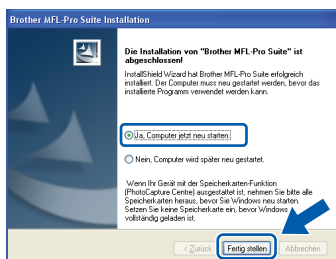 Brother MFL-Pro Suite Installation
Die Installation von "Brother MFL-Pro Suite" ist
abgeschlossen!
InstallShield Wizard hat Brother MFL-Pro Suite erfolgreich
installiert. Der Computer muss neu gestartet werden, bevor das
installierte Programm verwendet werden kann.
Ja, Computer jetzt neu starten.
Nein, Computer wird später neu gestartet.
Wenn Ihr Gerät mit der Speicherkarten-Funktion
(PhotoCapture Centre) ausgestattet ist, nehmen Sie bitte alle
Speicherkarten heraus, bevor Sie Windows neu starten.
Setzen Sie keine Speicherkarte ein, bevor Windows
vollständig geladen ist.
< Zurück Fertig stellen Abbrechen